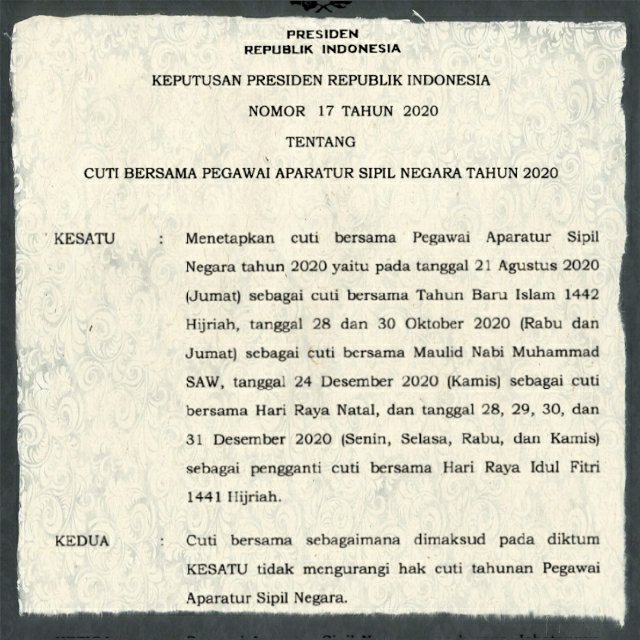 PRESIDEN
REPUBLIK INDONESIA
KEPUTUSAN PRESIDEN REPUBLIK INDONESIA
NOMOR 17 TAHUN 2020
TENTANG
CUTI BERSAMA PEGAWAI APARATUR SIPIL NEGARA TAHUN 2020
KESATU : Menetapkan cuti bersama Pegawai Aparatur Sipil
Negara tahun 2020 yaitu pada tanggal 21 Agustus 2020
(Jumat) sebagai cuti bersama Tahun Baru Islam 1442
Hijriah, tanggal 28 dan 30 Oktober 2020 (Rabu dan
Jumat) sebagai cuti bersama Maulid Nabi Muhammad
SAW, tanggal 24 Desember 2020 (Kamis) sebagai cuti
bersama Hari Raya Natal, dan tanggal 28, 29, 30, dan
31 Desember 2020 (Senin, Selasa, Rabu, dan Kamis)
sebagai pengganti cuti bersama Hari Raya Idul Fitri
1441 Hijriah.
KEDUA : Cuti bersama sebagaimana dimaksud pada diktum
KESATU tidak mengurangi hak cuti tahunan Pegawai
Aparatur Sipil Negara.